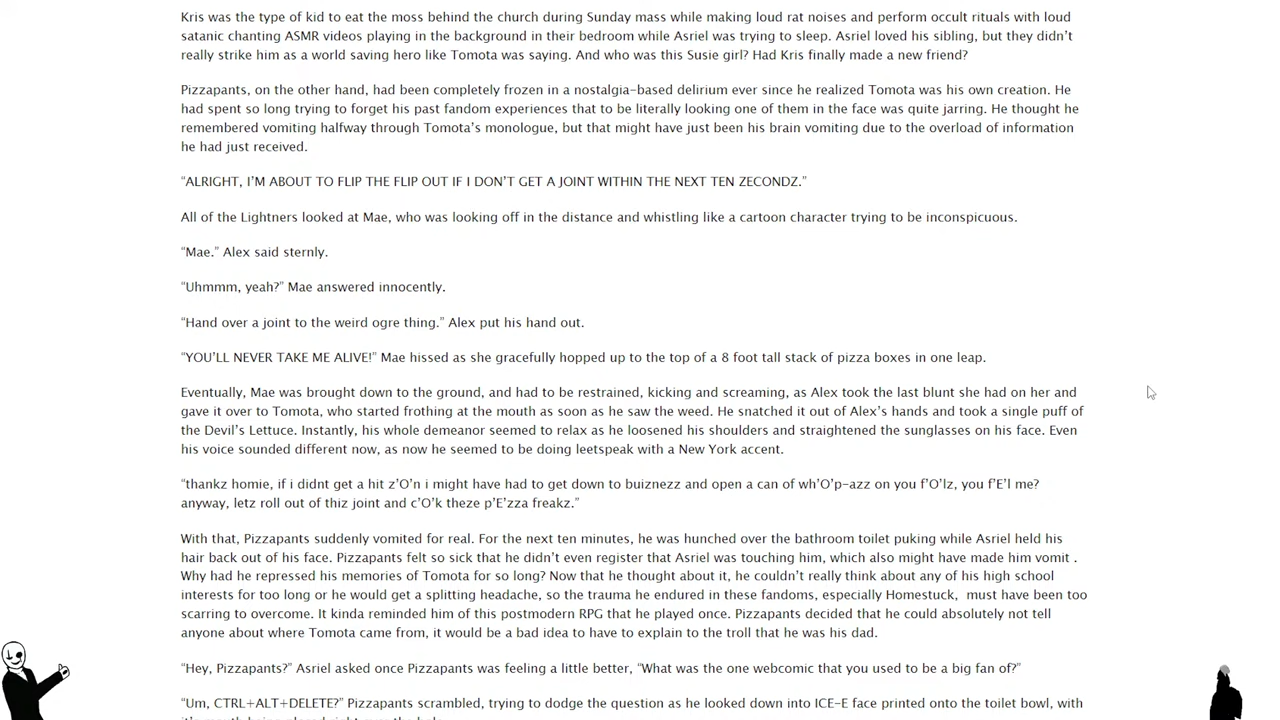 Kris was the type of kid to eat the moss behind the church during Sunday mass while making loud rat noises and perform occult rituals with loud
satanic chanting ASMR videos playing in the background in their bedroom while Asriel was trying to sleep. Asriel loved his sibling, but they didn't
really strike him as a world saving hero like Tomota was saying. And who was this Susie girl? Had Kris finally made a new friend?
Pizzapants, on the other hand, had been completely frozen in a nostalgia-based delirium ever since he realized Tomota was his own creation. He
had spent so long trying to forget his past fandom experiences that to be literally looking one of them in the face was quite jarring. He thought he
remembered vomiting halfway through Tomota's monologue, but that might have just been his brain vomiting due to the overload of information
he had just received.
“ALRIGHT, I'M ABOUT TO FLIP THE FLIP OUT IF I DON'T GET A JOINT WITHIN THE NEXT TEN ZECONDZ.”
All of the Lightners looked at Mae, who was looking off in the distance and whistling like a cartoon character trying to be inconspicuous.
“Mae.” Alex said sternly.
“Uhmmm, yeah?” Mae answered innocently.
“Hand over a joint to the weird ogre thing.” Alex put his hand out.
“YOU'LL NEVER TAKE ME ALIVE!” Mae hissed as she gracefully hopped up to the top of a 8 foot tall stack of pizza boxes in one leap.
Eventually, Mae was brought down to the ground, and had to be restrained, kicking and screaming, as Alex took the last blunt she had on her and
gave it over to Tomota, who started frothing at the mouth as soon as he saw the weed. He snatched it out of Alex's hands and took a single puff of
the Devil's Lettuce. Instantly, his whole demeanor seemed to relax as he loosened his shoulders and straightened the sunglasses on his face. Even
his voice sounded different now, as now he seemed to be doing leetspeak with a New York accent.
“thankz homie, if i didnt get a hit z'O'n i might have had to get down to buiznezz and open a can of wh'O'p-azz on you f'O'lz, you f'E'l me?
anyway, letz roll out of thiz joint and c'O'k theze p'E'zza freakz.”
With that, Pizzapants suddenly vomited for real. For the next ten minutes, he was hunched over the bathroom toilet puking while Asriel held his
hair back out of his face. Pizzapants felt so sick that he didn't even register that Asriel was touching him, which also might have made him vomit .
Why had he repressed his memories of Tomota for so long? Now that he thought about it, he couldn't really think about any of his high school
interests for too long or he would get a splitting headache, so the trauma he endured in these fandoms, especially Homestuck,  must have been too
scarring to overcome. It kinda reminded him of this postmodern RPG that he played once. Pizzapants decided that he could absolutely not tell
anyone about where Tomota came from, it would be a bad idea to have to explain to the troll that he was his dad.
“Hey, Pizzapants?” Asriel asked once Pizzapants was feeling a little better, “What was the one webcomic that you used to be a big fan of?”
“Um, CTRL+ALT+DELETE?” Pizzapants scrambled, trying to dodge the question as he looked down into ICE-E face printed onto the toilet bowl, with